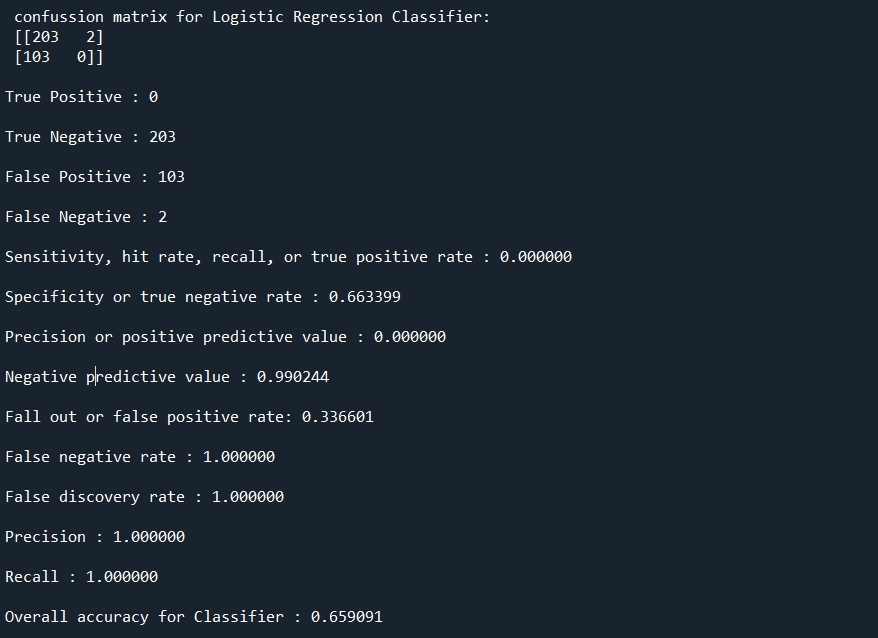 confussion matrix for Logistic Regression Classifier:
[[203   2]
[103   0]]
True Positive : 0
True Negative : 203
False Positive : 103
False Negative : 2
Sensitivity, hit rate, recall, or true positive rate : 0.000000
Specificity or true negative rate : 0.663399
Precision or positive predictive value : 0.000000
Negative predictive value : 0.990244
Fall out or false positive rate: 0.336601
False negative rate : 1.000000
False discovery rate : 1.000000
Precision : 1.000000
Recall : 1.000000
Overall accuracy for Classifier : 0.659091